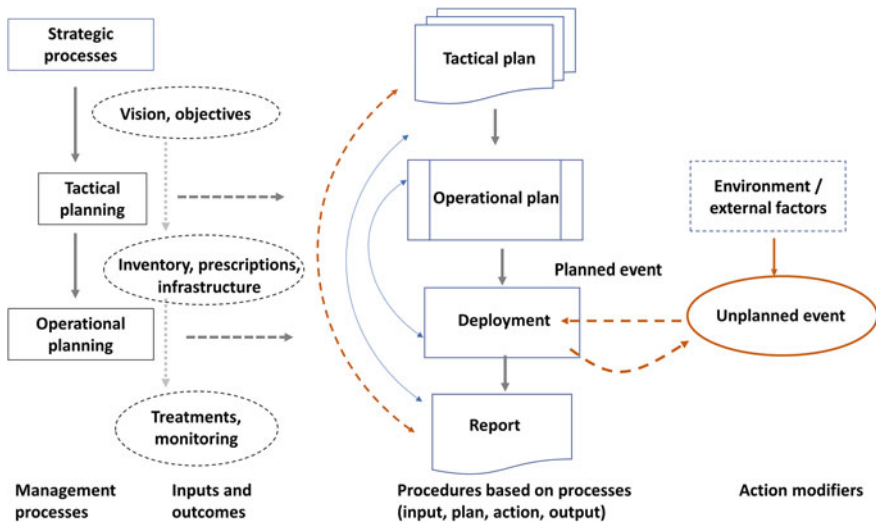 Strategic
processes
Vision, objectives
Tactical
planning
Inventory, prescriptions,
infrastructure
Operational
planning
Treatments,
monitoring
Tactical plan
Operational plan
Planned event
Deployment
Report
Environment /
external factors
Unplanned event
Management
processes
Inputs and
outcomes
Procedures based on processes
(input, plan, action, output)
Action modifiers